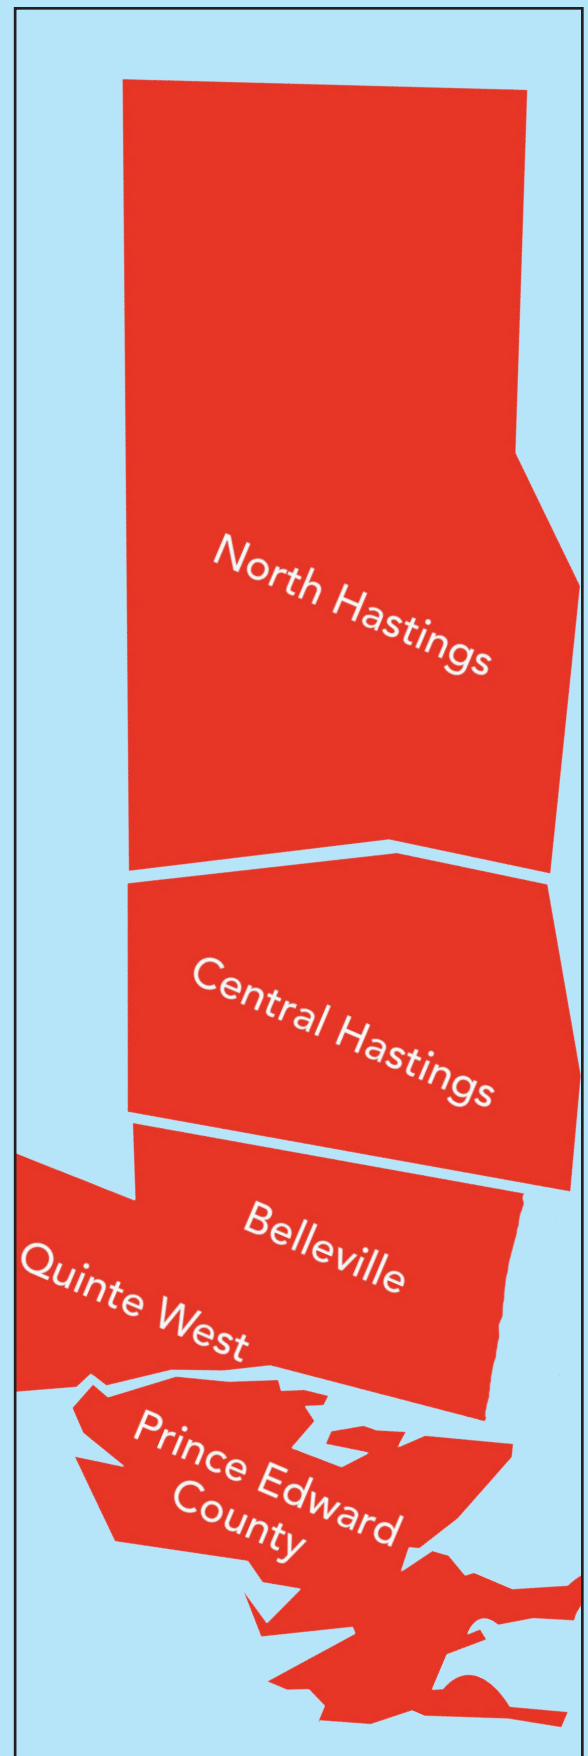 North Hastings
Central Hastings
Belleville
Quinte West
Prince Edward
County